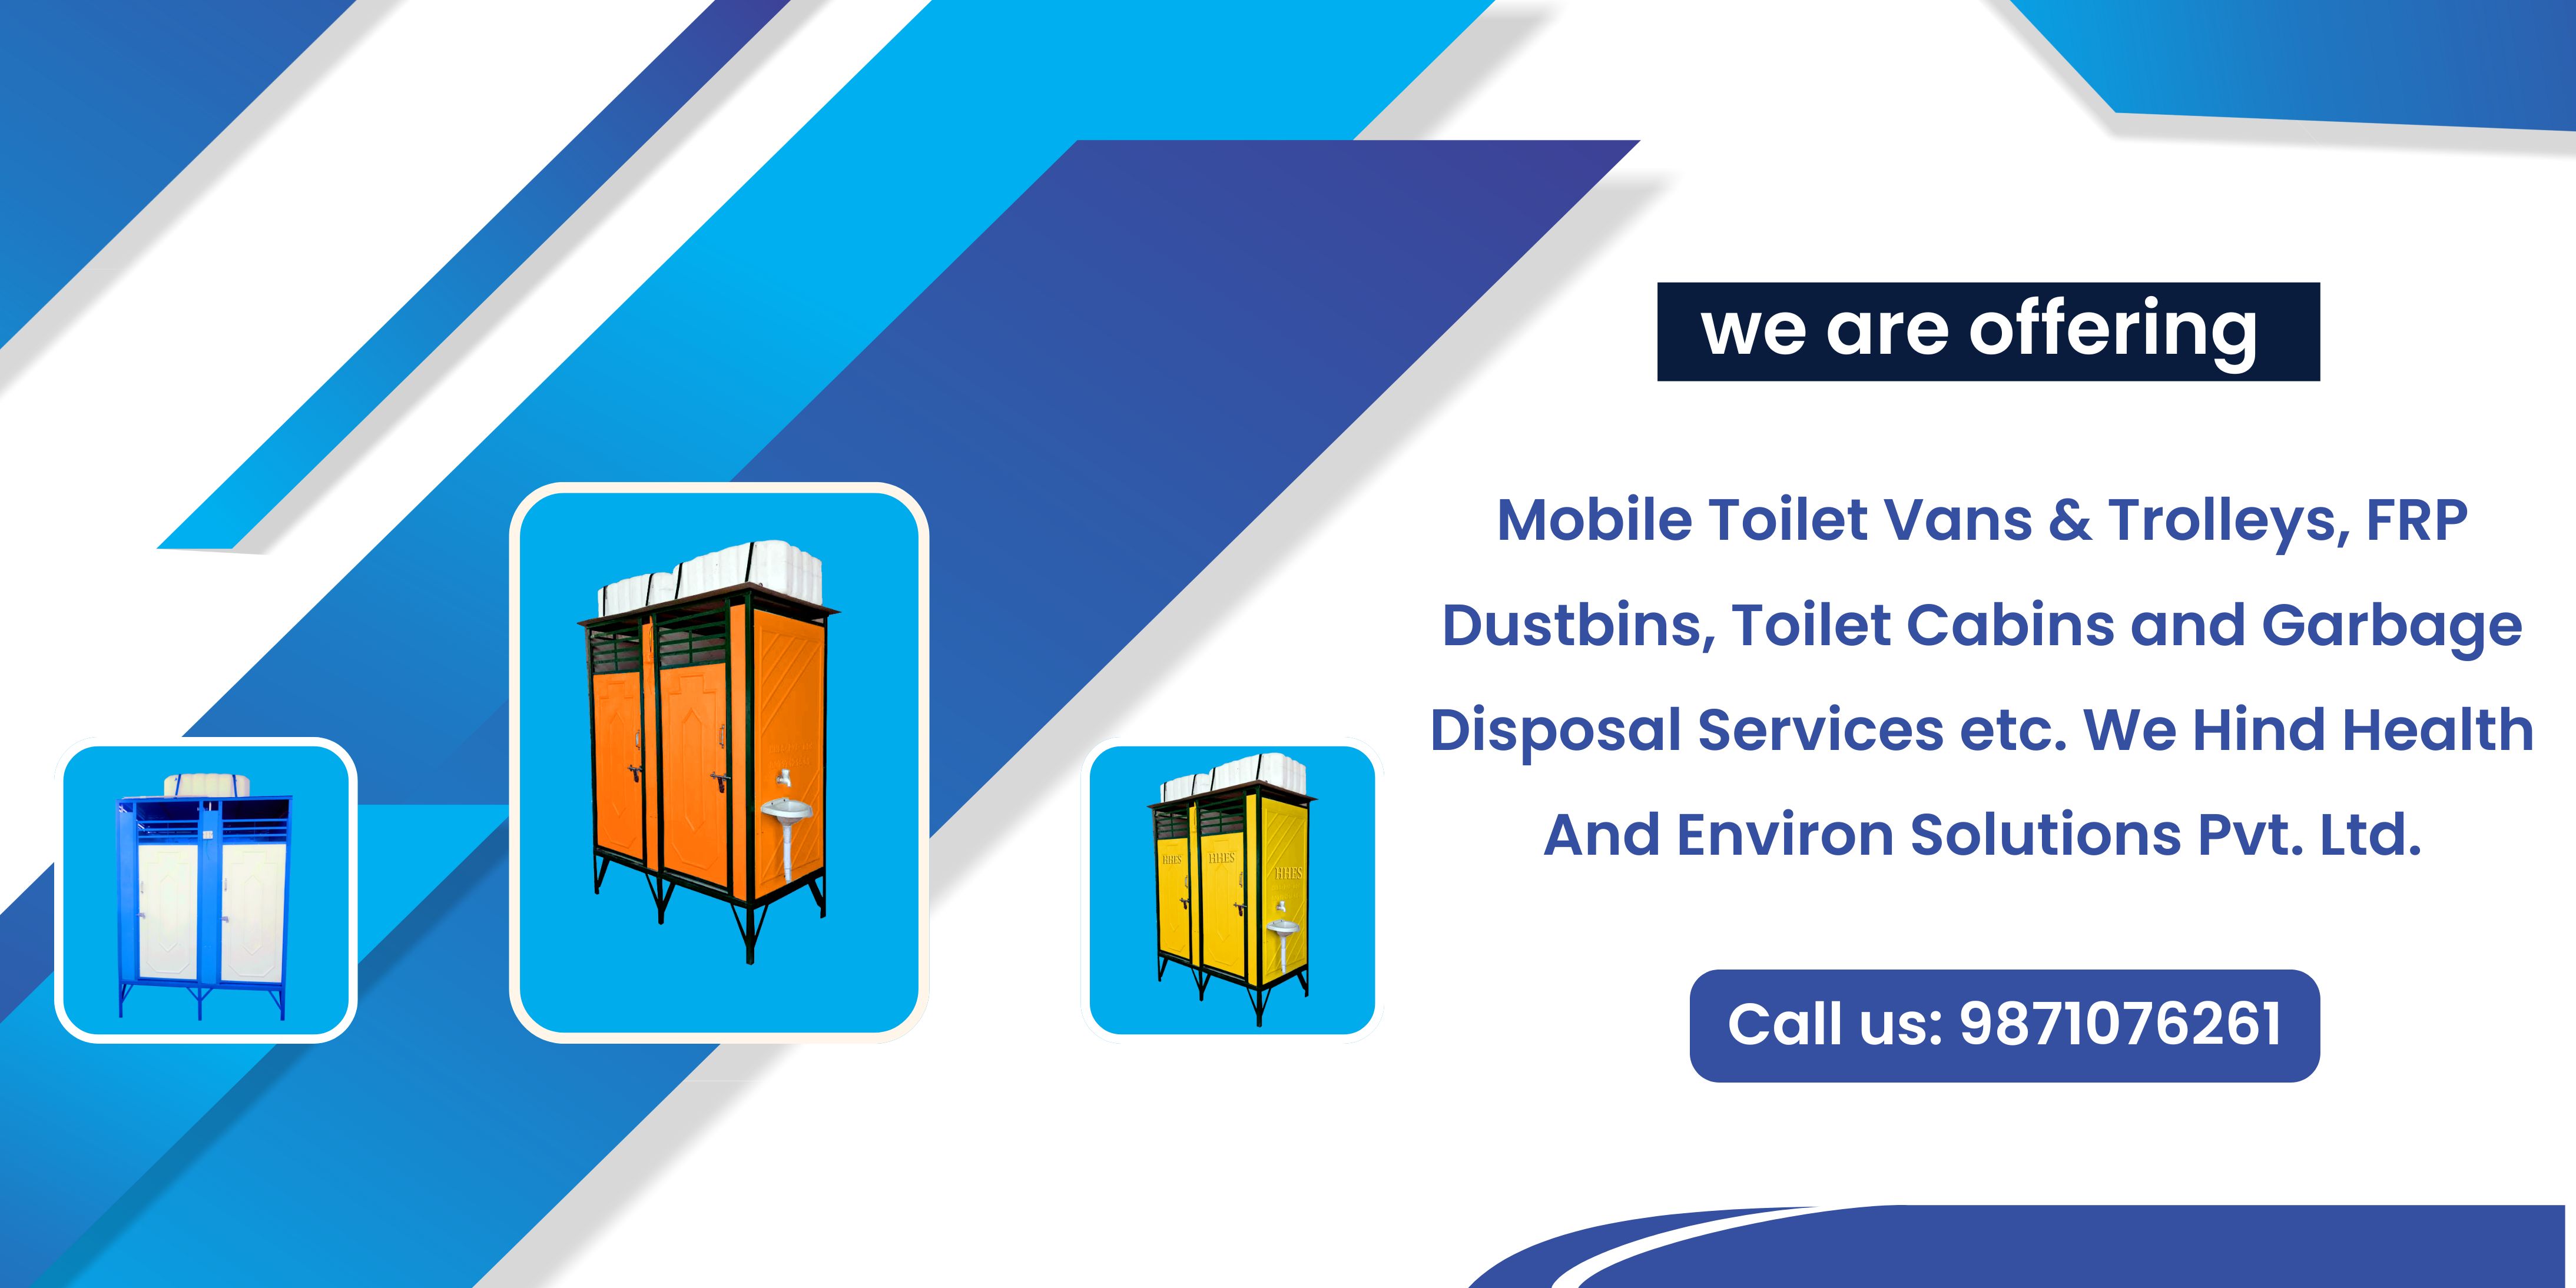 we are offering
Mobile Toilet Vans & Trolleys, FRP
Dustbins, Toilet Cabins and Garbage
Disposal Services etc. We Hind Health
And Environ Solutions Pvt. Ltd.
Call us: 9871076261
HHES
HHES
HHES